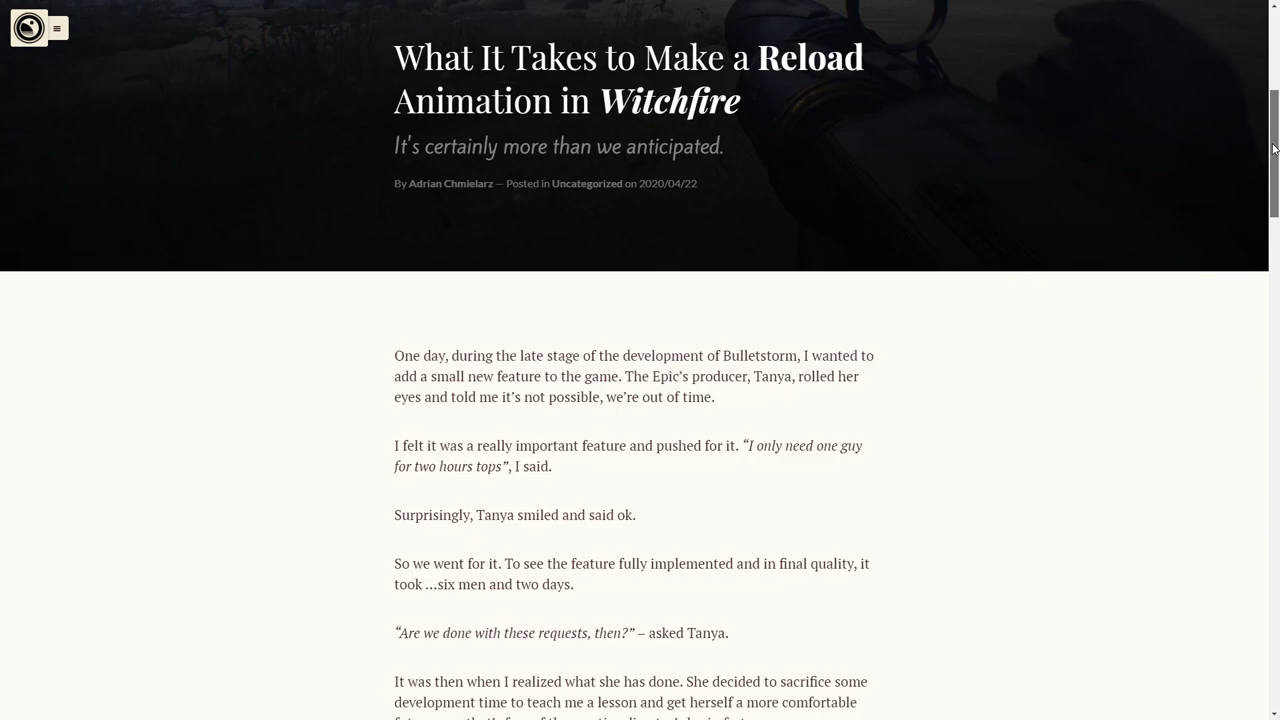 What It Takes to Make a Reload
Animation in Witchfire
It's certainly more than we anticipated.
By Adrian Chmielarz — Posted in Uncategorized on 2020/04/22
One day, during the late stage of the development of Bulletstorm, I wanted to
add a small new feature to the game. The Epic’s producer, Tanya, rolled her
eyes and told me it’s not possible, we’re out of time.
I felt it was a really important feature and pushed for it. “I only need one guy
for two hours tops”, I said.
Surprisingly, Tanya smiled and said ok.
So we went for it. To see the feature fully implemented and in final quality, it
took …six men and two days.
“Are we done with these requests, then?” – asked Tanya.
It was then when I realized what she has done. She decided to sacrifice some
development time to teach me a lesson and get herself a more comfortable